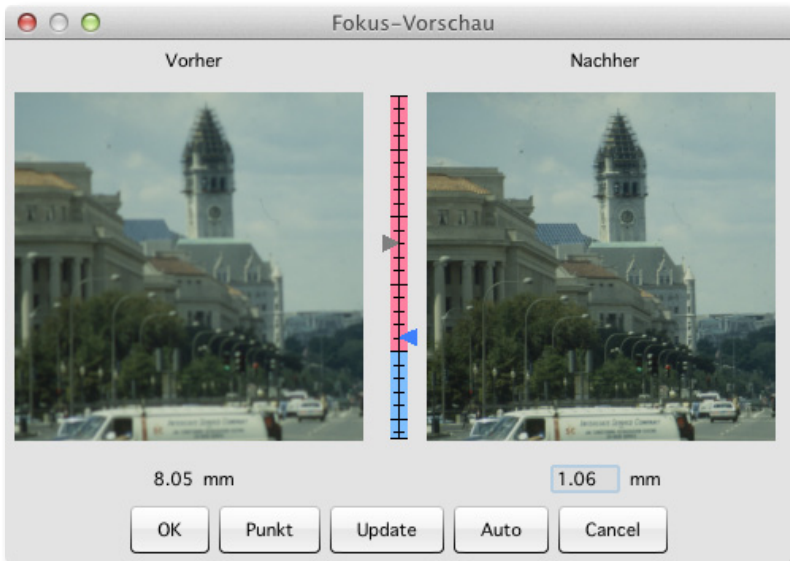 Fokus-Vorschau
Vorher
Nachher
8.05 mm
1.06 mm
OK
Punkt
Update
Auto
Cancel